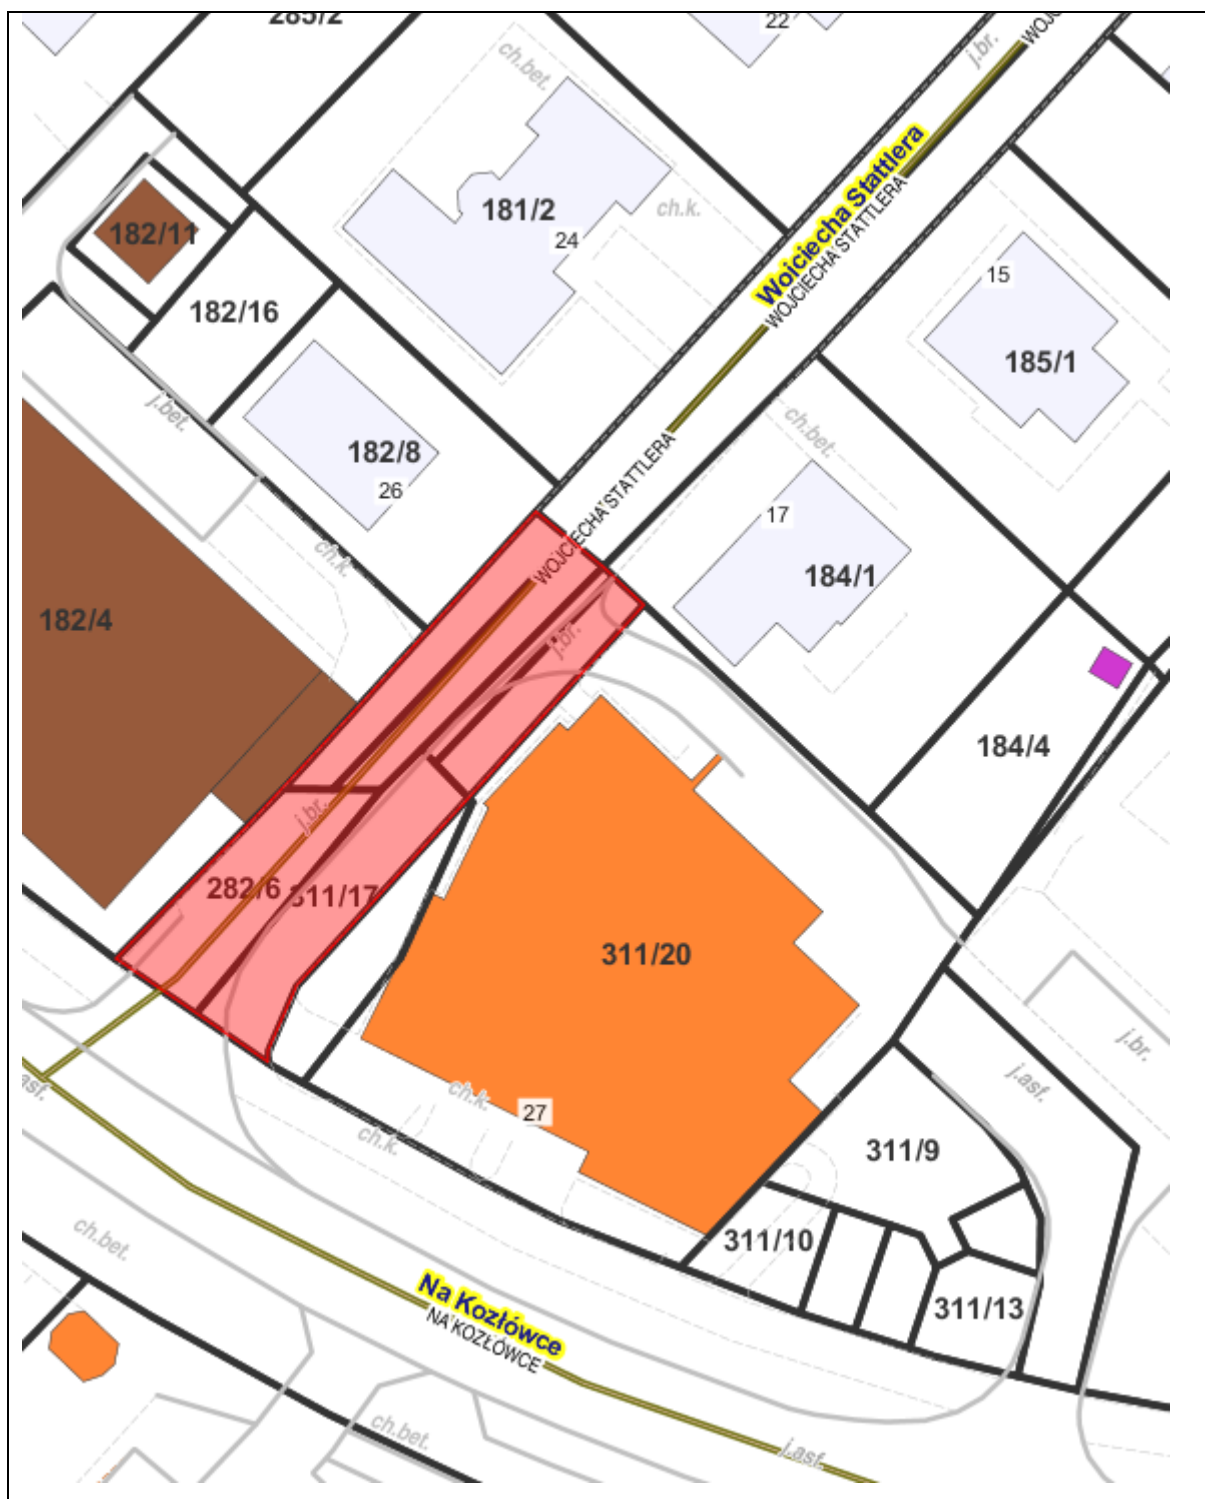 285/2
22
j.br.
WOJC
ch.bet.
Wojciecha Stattlera
WOJCIECHA STATTLERA
181/2
24
ch.k.
182/11
15
182/16
185/1
j.bet.
ch.bet.
182/8
26
WOJCIECHA STATTLERA
17
ch.k.
184/1
182/4
j.br.
184/4
j.br.
282/6
311/17
311/20
j.br.
j.asf.
asf.
ch.k.
27
ch.k.
311/9
ch.bet.
311/10
Na Kozłówce
NA KOZŁÓWCE
311/13
ch.bet.
j.asf.